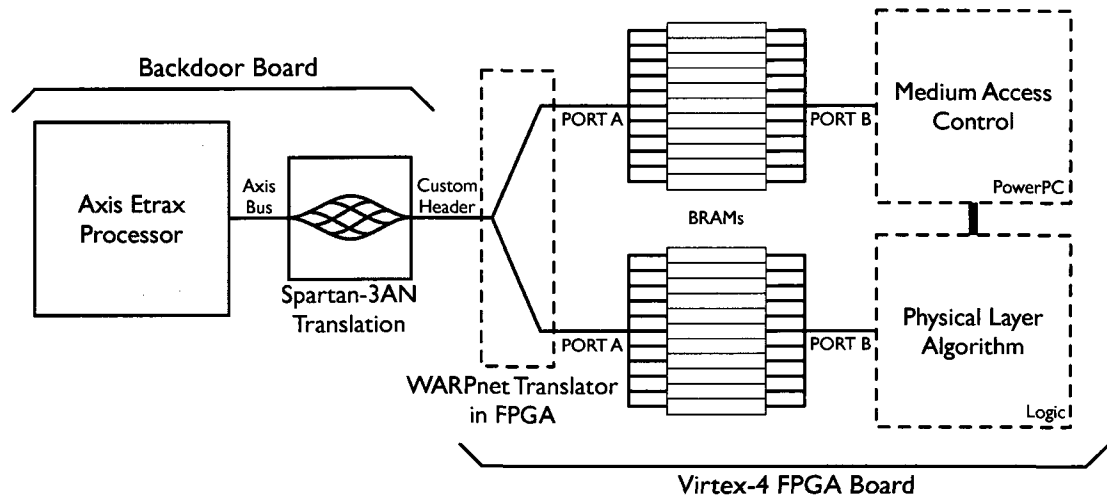 Backdoor Board
Axis Etrax
Processor
Axis
Bus
Spartan-3AN
Translation
Custom
Header
WARPnet Translator
in FPGA
PORT A
PORT B
BRAMs
PORT A
PORT B
Medium Access
Control
PowerPC
Physical Layer
Algorithm
Logic
Virtex-4 FPGA Board